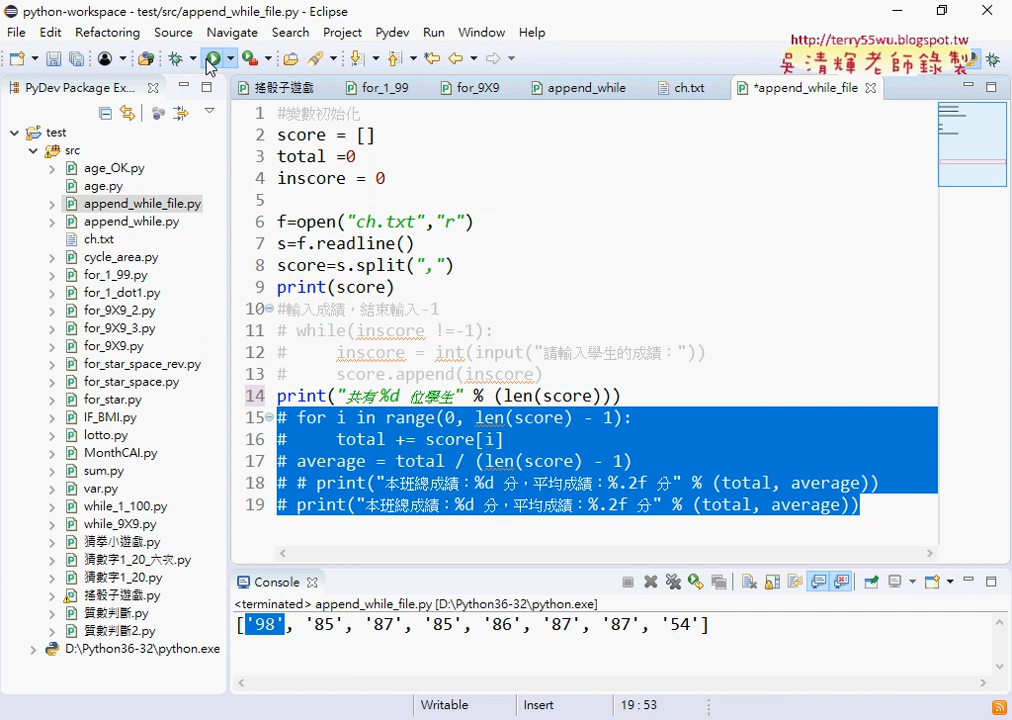 python-workspace - test/src/append_while_file.py - Eclipse
File Edit Refactoring Source Navigate Search Project Pydev Run Window Help
http://terry55wu.blogspot.tw
吳清輝老師錄製
PyDev Package Ex...
搖骰子遊戲 for_1_99 for_9X9 append_while ch.txt *append_while_file
test
src
age_OK.py
age.py
append_while_file.py
append_while.py
ch.txt
cycle_area.py
for_1_99.py
for_1_dot1.py
for_9X9_2.py
for_9X9_3.py
for_9X9.py
for_star_space_rev.py
for_star_space.py
for_star.py
IF_BMI.py
lotto.py
MonthCAl.py
sum.py
var.py
while_1_100.py
while_9X9.py
猜拳小遊戲.py
猜數字1_20_六次.py
猜數字1_20.py
搖骰子遊戲.py
質數判斷.py
質數判斷2.py
D:\Python36-32\python.exe
1 #變數初始化
2 score = []
3 total =0
4 inscore = 0
5
6 f=open("ch.txt","r")
7 s=f.readline()
8 score=s.split(",")
9 print(score)
10 #輸入成績，結束輸入-1
11 # while(inscore !=-1):
12 #     inscore = int(input("請輸入學生的成績："))
13 #     score.append(inscore)
14 print("共有%d 位學生" % (len(score)))
15 # for i in range(0, len(score) - 1):
16 #     total += score[i]
17 # average = total / (len(score) - 1)
18 # # print("本班總成績：%d 分，平均成績：%.2f 分" % (total, average))
19 # print("本班總成績：%d 分，平均成績：%.2f 分" % (total, average))
Console
<terminated> append_while_file.py [D:\Python36-32\python.exe]
['98', '85', '87', '85', '86', '87', '87', '54']
Writable Insert 19 : 53